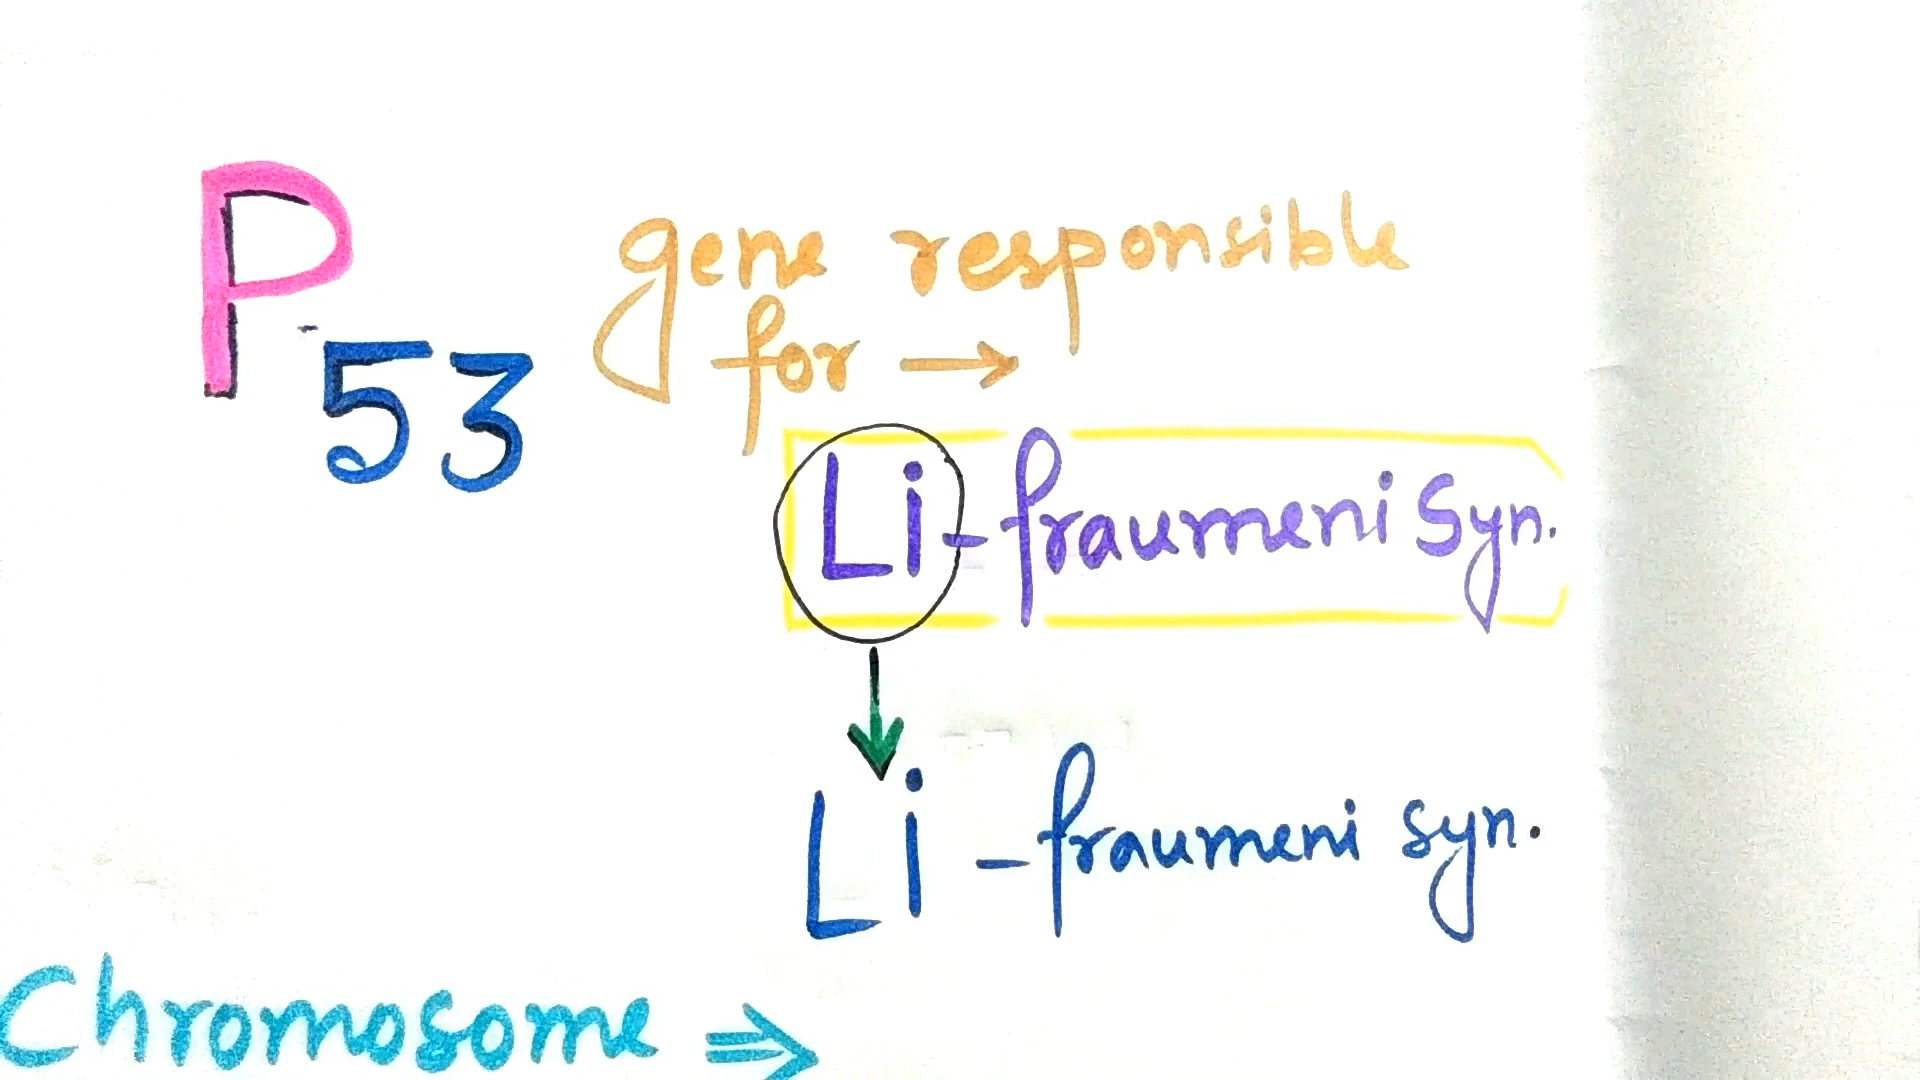 P53 gene responsible
for →
Li-fraumeni Syn.
Li - fraumeni syn.
Chromosome ⇒